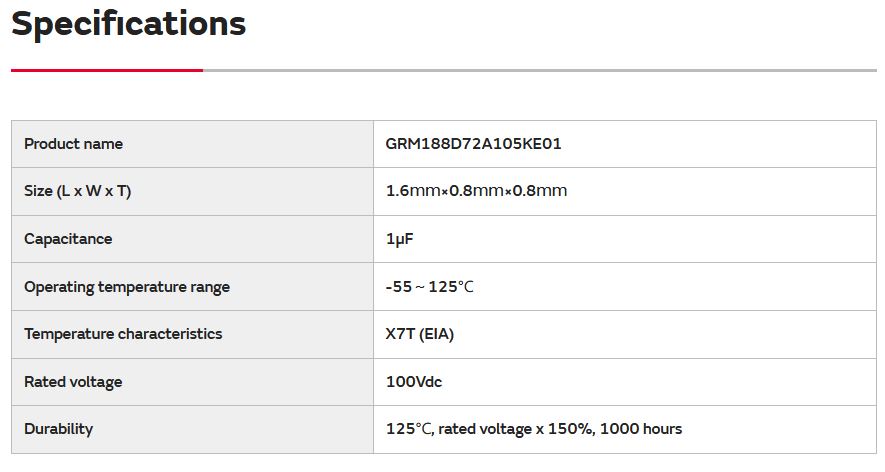 Specifications
Product name GRM188D72A105KE01
Size (L x W x T) 1.6mm×0.8mm×0.8mm
Capacitance 1μF
Operating temperature range -55～125℃
Temperature characteristics X7T (EIA)
Rated voltage 100Vdc
Durability 125℃, rated voltage x 150%, 1000 hours